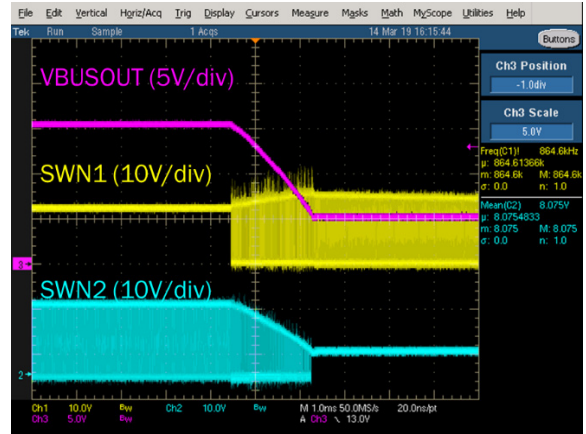 File Edit Vertical Horiz/Acq Trig Display Cursors Measure Masks Math MyScope Utilities Help
Tek Run Sample 1 Acqs 14 Mar 19 16:15:44
Buttons
VBUSOUT (5V/div)
Ch3 Position
-1.0div
Ch3 Scale
5.0V
Freq(C1)! 864.6kHz
µ: 864.61366k
m: 864.6k M: 864.6k
σ: 0.0 n: 1.0
SWN1 (10V/div)
Mean(C2) 8.075V
µ: 8.0754833
m: 8.075 M: 8.075
σ: 0.0 n: 1.0
3
SWN2 (10V/div)
2
Ch1 10.0V Bw Ch2 10.0V Bw M 1.0ms 50.0MS/s 20.0ns/pt
Ch3 5.0V Bw A Ch3 \ 13.0V